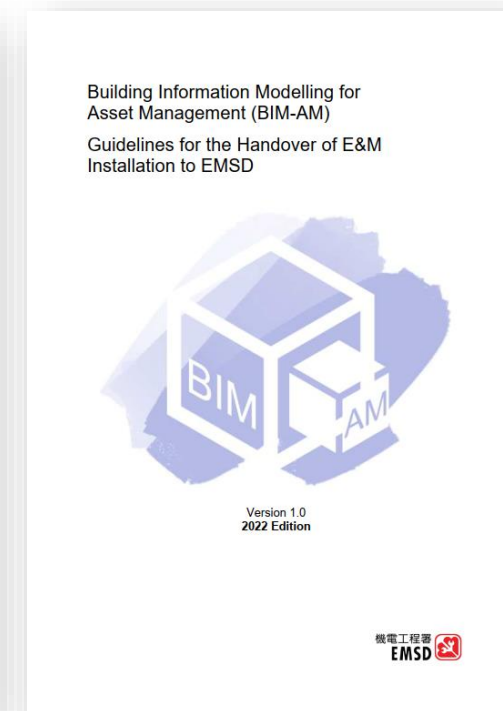 Building Information Modelling for
Asset Management (BIM-AM)
Guidelines for the Handover of E&M
Installation to EMSD
BIM
AM
Version 1.0
2022 Edition
機電工程署
EMSD